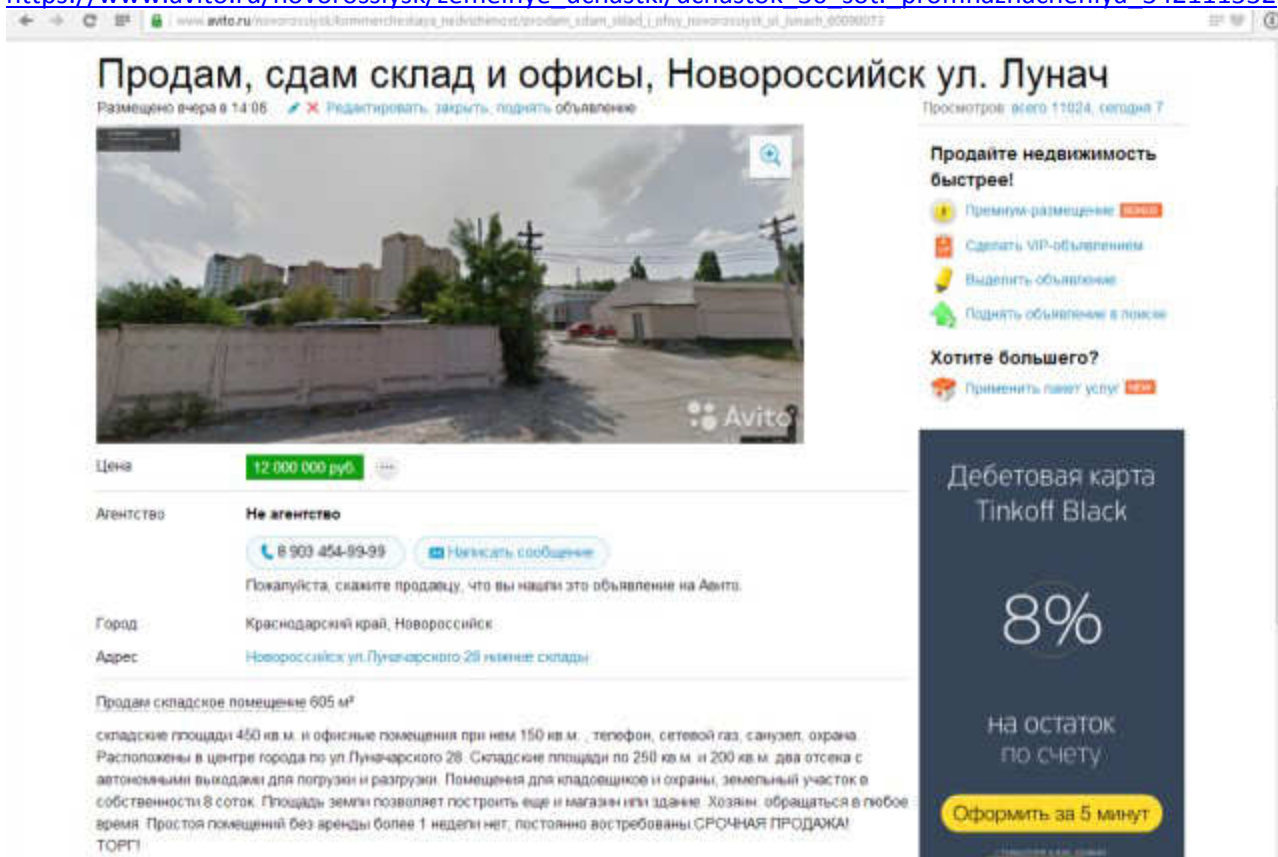 Продам, сдам склад и офисы, Новороссийск ул. Лунач
Размещено вчера в 14:06 Редактировать, закрыть, поднять объявление
Просмотров: всего 11024, сегодня 7
Продайте недвижимость
быстрее!
Премиум-размещение
Сделать VIP-объявлением
Выделить объявление
Поднять объявление в поиске
Хотите большего?
Применить пакет услуг NEW
Avito
Цена 12 000 000 руб.
Агентство Не агентство
8 903 454-99-99 Написать сообщение
Пожалуйста, скажите продавцу, что вы нашли это объявление на Авито.
Город Краснодарский край, Новороссийск
Адрес Новороссийск ул.Луначарского 28 нижние склады
Продам складское помещение 605 м²
складские площади 450 кв.м. и офисные помещения при нем 150 кв.м. , телефон, сетевой газ, санузел, охрана.
Расположены в центре города по ул.Луначарского 28. Складские площади по 250 кв.м. и 200 кв.м. два отсека с
автономными выходами для погрузки и разгрузки. Помещения для кладовщиков и охраны, земельный участок в
собственности 8 соток. Площадь земли позволяет построить еще и магазин или здание. Хозяин. обращаться в любое
время. Простоя помещений без аренды более 1 недели нет, постоянно востребованы.СРОЧНАЯ ПРОДАЖА!
ТОРГ!
Дебетовая карта
Tinkoff Black
8%
на остаток
по счету
Оформить за 5 минут